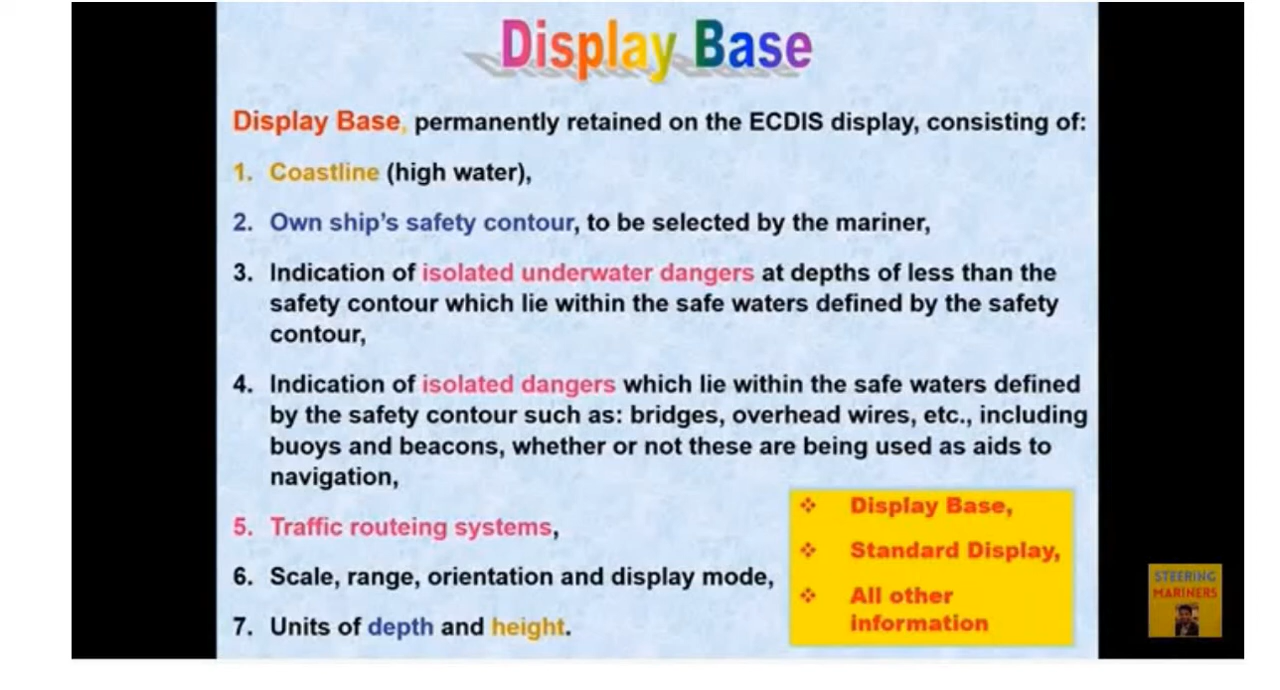 Display Base
Display Base, permanently retained on the ECDIS display, consisting of:
1. Coastline (high water),
2. Own ship's safety contour, to be selected by the mariner,
3. Indication of isolated underwater dangers at depths of less than the
safety contour which lie within the safe waters defined by the safety
contour,
4. Indication of isolated dangers which lie within the safe waters defined
by the safety contour such as: bridges, overhead wires, etc., including
buoys and beacons, whether or not these are being used as aids to
navigation,
5. Traffic routeing systems,
6. Scale, range, orientation and display mode,
7. Units of depth and height.
❖ Display Base,
❖ Standard Display,
❖ All other
information
STEERING
MARINERS